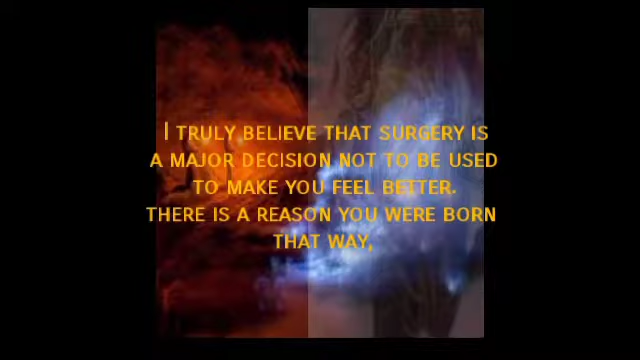 I TRULY BELIEVE THAT SURGERY IS
A MAJOR DECISION NOT TO BE USED
TO MAKE YOU FEEL BETTER.
THERE IS A REASON YOU WERE BORN
THAT WAY,